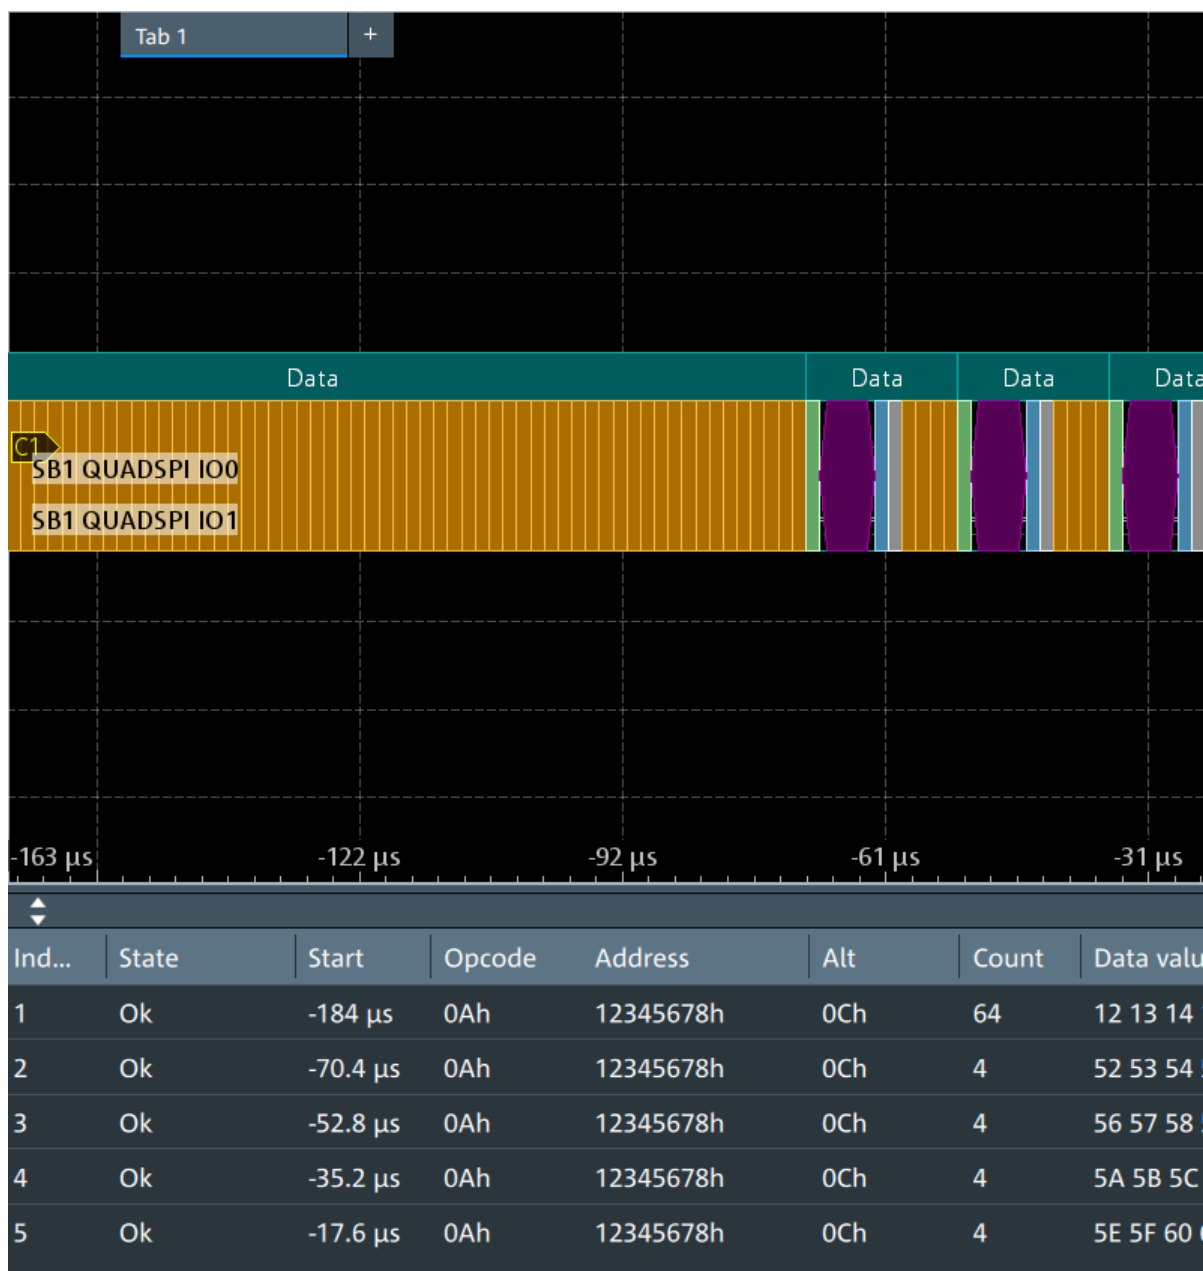 Tab 1 +
Data Data Data Data
C1
SB1 QUADSPI IO0
SB1 QUADSPI IO1
-163 µs -122 µs -92 µs -61 µs -31 µs
Ind... State Start Opcode Address Alt Count Data valu
1 Ok -184 µs 0Ah 12345678h 0Ch 64 12 13 14
2 Ok -70.4 µs 0Ah 12345678h 0Ch 4 52 53 54
3 Ok -52.8 µs 0Ah 12345678h 0Ch 4 56 57 58
4 Ok -35.2 µs 0Ah 12345678h 0Ch 4 5A 5B 5C
5 Ok -17.6 µs 0Ah 12345678h 0Ch 4 5E 5F 60